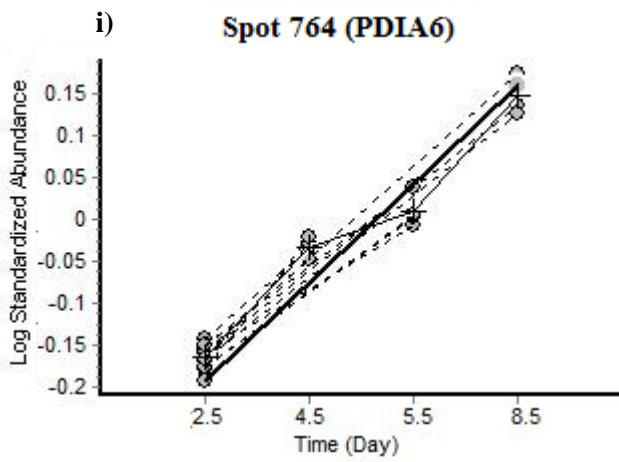 i) Spot 764 (PDIA6)
Log Standardized Abundance
0.15
0.1
0.05
0
-0.05
-0.1
-0.15
-0.2
2.5 4.5 5.5 8.5
Time (Day)